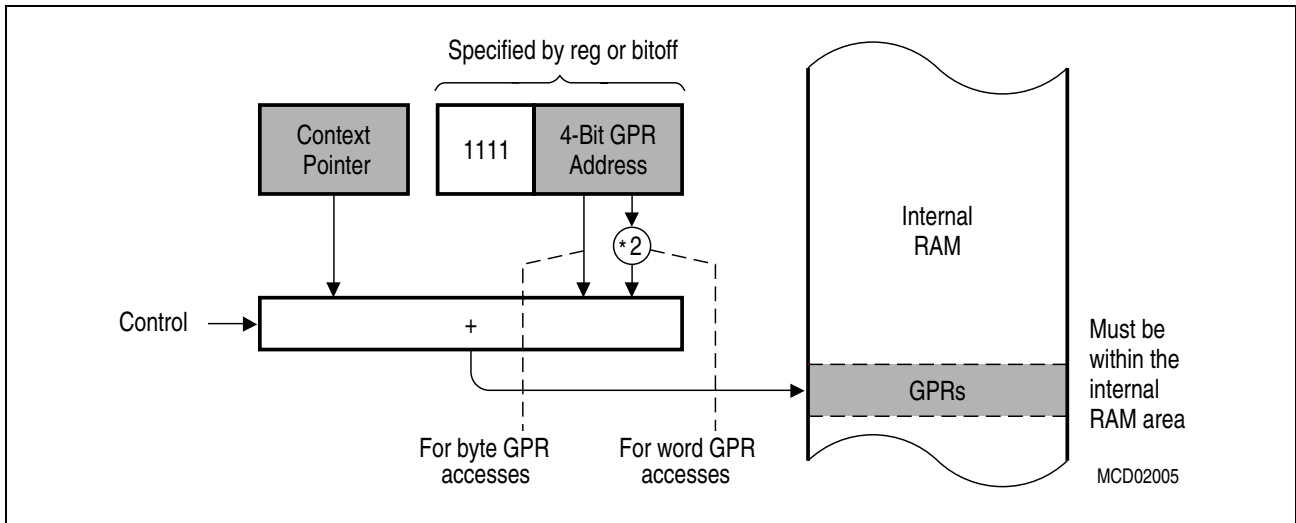 Specified by reg or bitoff
Context
Pointer
1111
4-Bit GPR
Address
*2
Control
+
For byte GPR
accesses
For word GPR
accesses
Internal
RAM
GPRs
Must be
within the
internal
RAM area
MCD02005